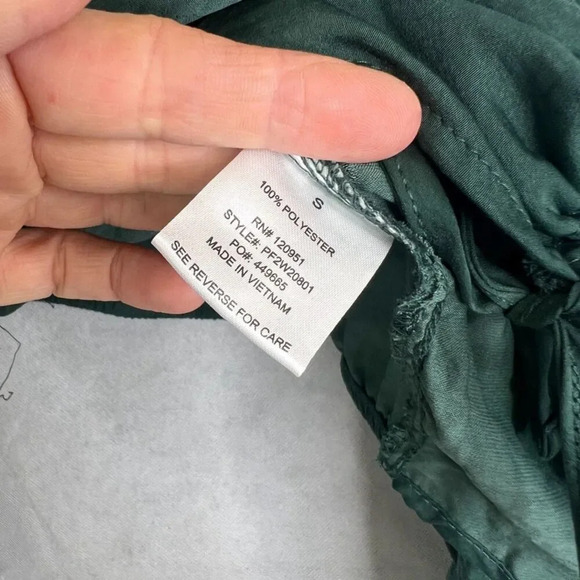 S
100% POLYESTER
RN# 120951
STYLE#: PF2W20801
PO#: 449665
MADE IN VIETNAM
SEE REVERSE FOR CARE